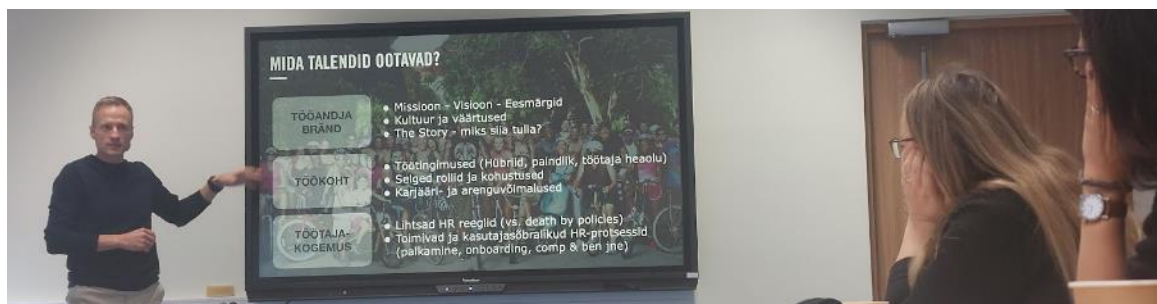 MIDA TALENDID OOTAVAD?
TÖÖANDJA
BRÄND
● Missioon - Visioon - Eesmärgid
● Kultuur ja väärtused
● The Story - miks siia tulla?
TÖÖKOHT
● Töötingimused (Hübriid, paindlik, töötaja heaolu)
● Selged rollid ja kohustused
● Karjääri- ja arenguvõimalused
TÖÖTAJA-
KOGEMUS
● Lihtsad HR reeglid (vs. death by policies)
● Toimivad ja kasutajasõbralikud HR-protsessid
(palkamine, onboarding, comp & ben jne)